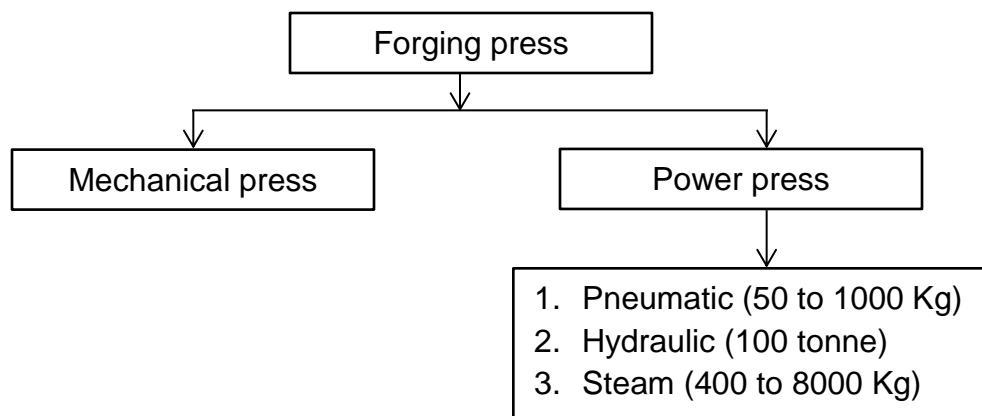 Forging press
Mechanical press
Power press
1. Pneumatic (50 to 1000 Kg)
2. Hydraulic (100 tonne)
3. Steam (400 to 8000 Kg)